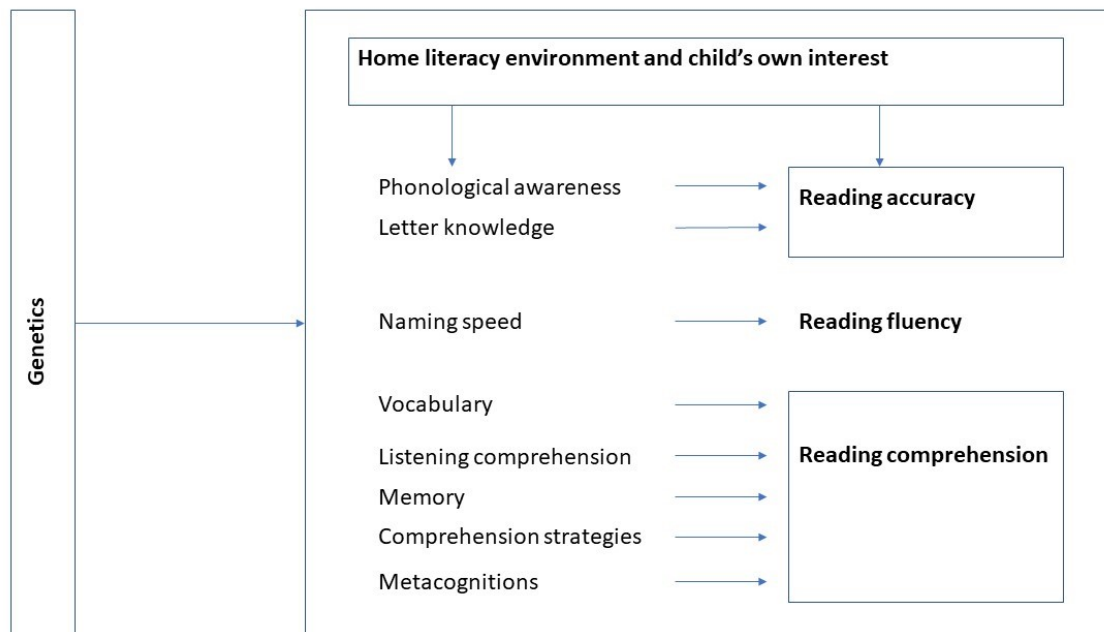 Home literacy environment and child's own interest
Phonological awareness
Reading accuracy
Letter knowledge
Genetics
Naming speed
Reading fluency
Vocabulary
Listening comprehension
Reading comprehension
Memory
Comprehension strategies
Metacognitions